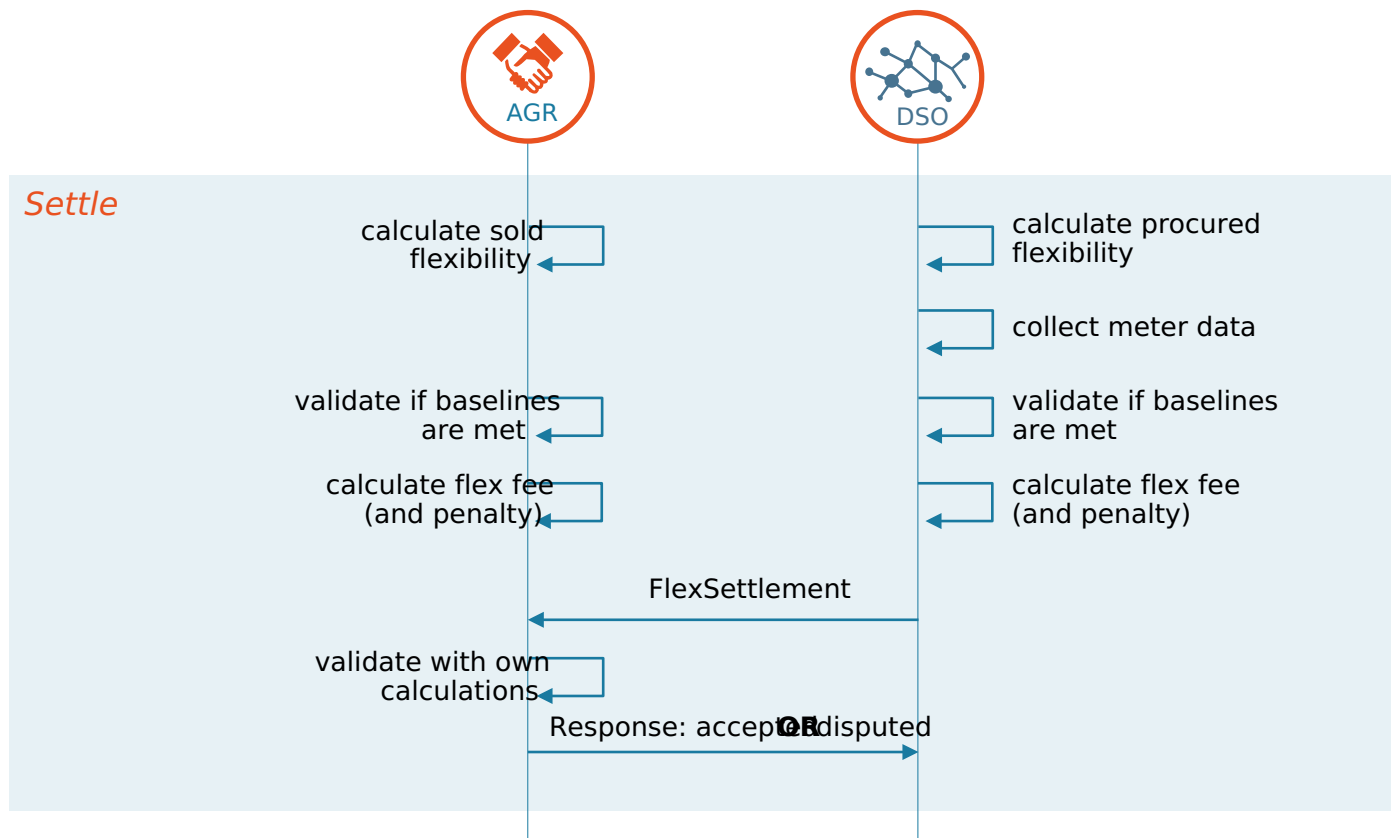 AGR
DSO
Settle
calculate sold
flexibility
calculate procured
flexibility
collect meter data
validate if baselines
are met
validate if baselines
are met
calculate flex fee
(and penalty)
calculate flex fee
(and penalty)
FlexSettlement
validate with own
calculations
Response: accepted OR disputed